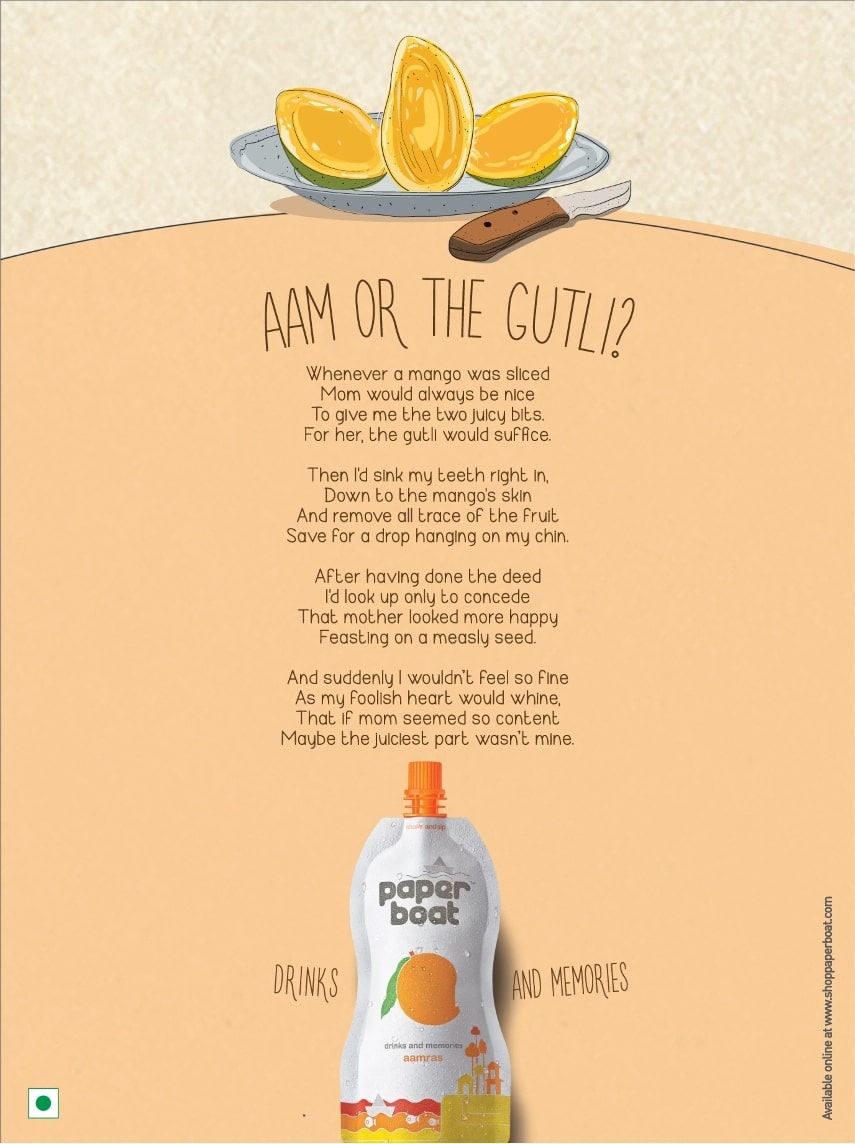 AAM OR THE GUTLI?
Whenever a mango was sliced
Mom would always be nice
To give me the two juicy bits.
For her, the gutli would suffice.
Then I'd sink my teeth right in,
Down to the mango's skin
And remove all trace of the fruit
Save for a drop hanging on my chin.
After having done the deed
I'd look up only to concede
That mother looked more happy
Feasting on a measly seed.
And suddenly I wouldn't feel so fine
As my foolish heart would whine,
That if mom seemed so content
Maybe the juiciest part wasn't mine.
shake and sip
paper
boat
DRINKS
AND MEMORIES
drinks and memories
aamras
Available online at www.shoppaperboat.com